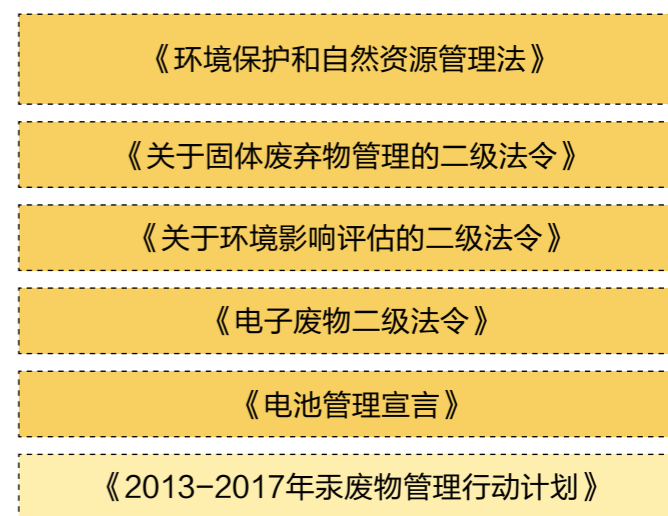 《环境保护和自然资源管理法》
《关于固体废弃物管理的二级法令》
《关于环境影响评估的二级法令》
《电子废物二级法令》
《电池管理宣言》
《2013-2017年汞废物管理行动计划》